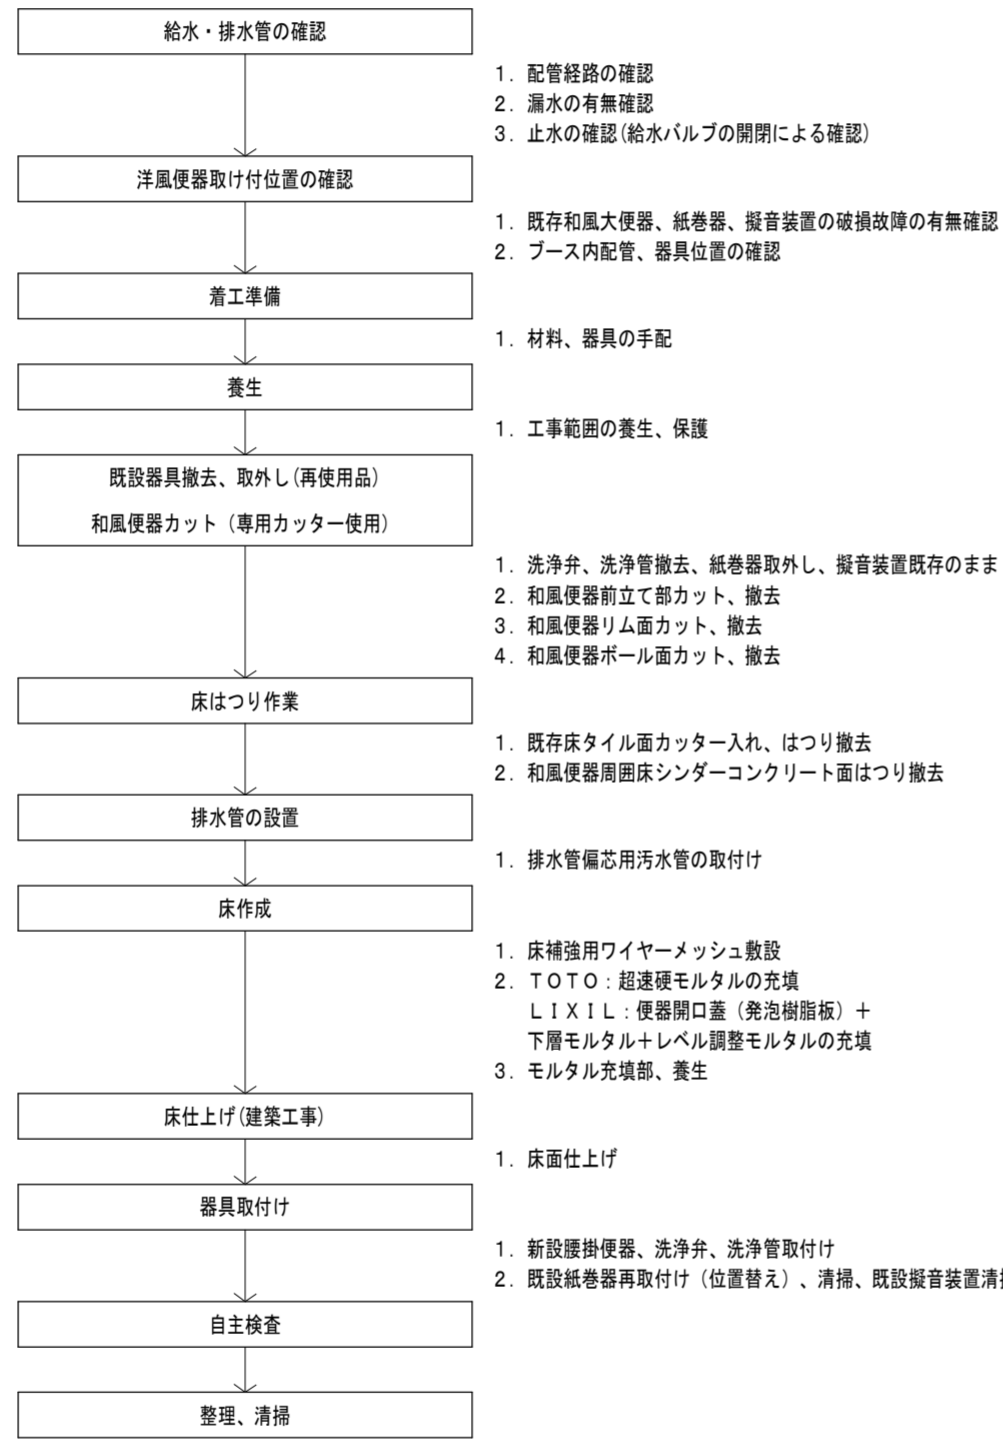 給水・排水管の確認
1. 配管経路の確認
2. 漏水の有無確認
3. 止水の確認(給水バルブの開閉による確認)
洋風便器取け付位置の確認
1. 既存和風大便器、紙巻器、擬音装置の破損故障の有無確認
2. ブース内配管、器具位置の確認
着工準備
1. 材料、器具の手配
養生
1. 工事範囲の養生、保護
既設器具撤去、取外し(再使用品)
和風便器カット（専用カッター使用）
1. 洗浄弁、洗浄管撤去、紙巻器取外し、擬音装置既存のまま
2. 和風便器前立て部カット、撤去
3. 和風便器リム面カット、撤去
4. 和風便器ボール面カット、撤去
床はつり作業
1. 既存床タイル面カッター入れ、はつり撤去
2. 和風便器周囲床シンダーコンクリート面はつり撤去
排水管の設置
1. 排水管偏芯用汚水管の取付け
床作成
1. 床補強用ワイヤーメッシュ敷設
2. ＴＯＴＯ：超速硬モルタルの充填
ＬＩＸＩＬ：便器開口蓋（発泡樹脂板）＋
下層モルタル＋レベル調整モルタルの充填
3. モルタル充填部、養生
床仕上げ(建築工事)
1. 床面仕上げ
器具取付け
1. 新設腰掛便器、洗浄弁、洗浄管取付け
2. 既設紙巻器再取付け（位置替え）、清掃、既設擬音装置清
自主検査
整理、清掃